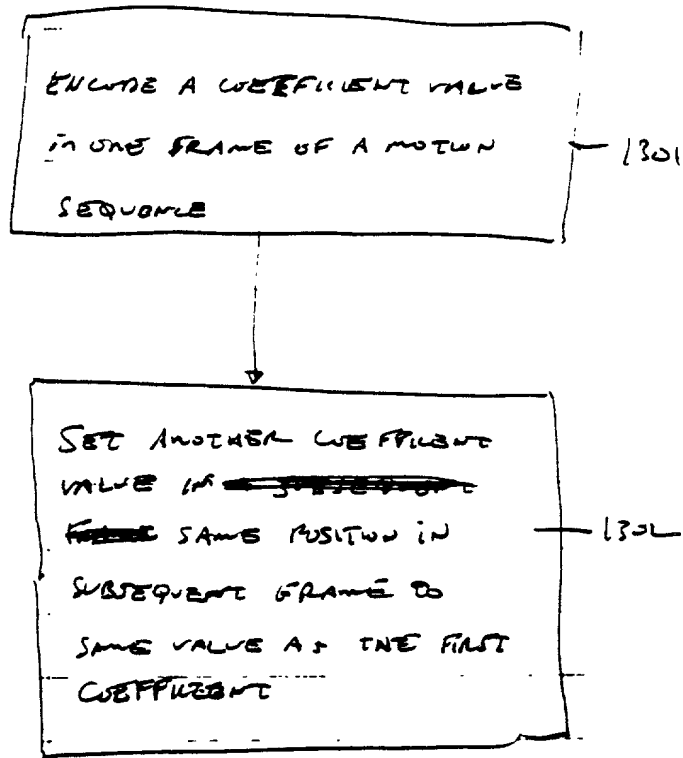 ENCODE A COEFFICIENT VALUE
in ONE FRAME OF A MOTION
SEQUENCE
1301
SET ANOTHER COEFFICIENT
VALUE IN
SAME POSITION IN
SUBSEQUENT FRAME TO
SAME VALUE AS THE FIRST
COEFFICIENT
1302